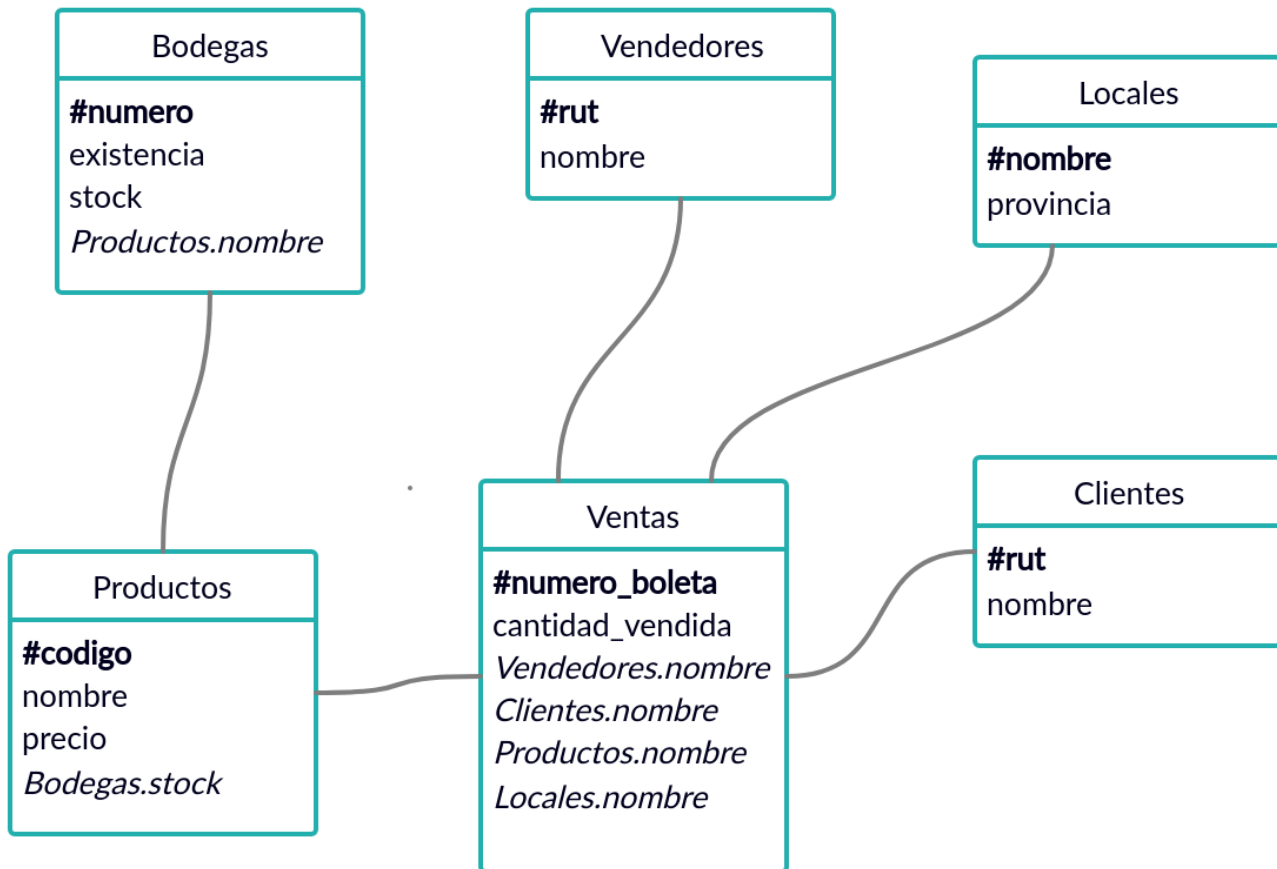 Bodegas
#numero
existencia
stock
Productos.nombre
Vendedores
#rut
nombre
Locales
#nombre
provincia
Productos
#codigo
nombre
precio
Bodegas.stock
Ventas
#numero_boleta
cantidad_vendida
Vendedores.nombre
Clientes.nombre
Productos.nombre
Locales.nombre
Clientes
#rut
nombre